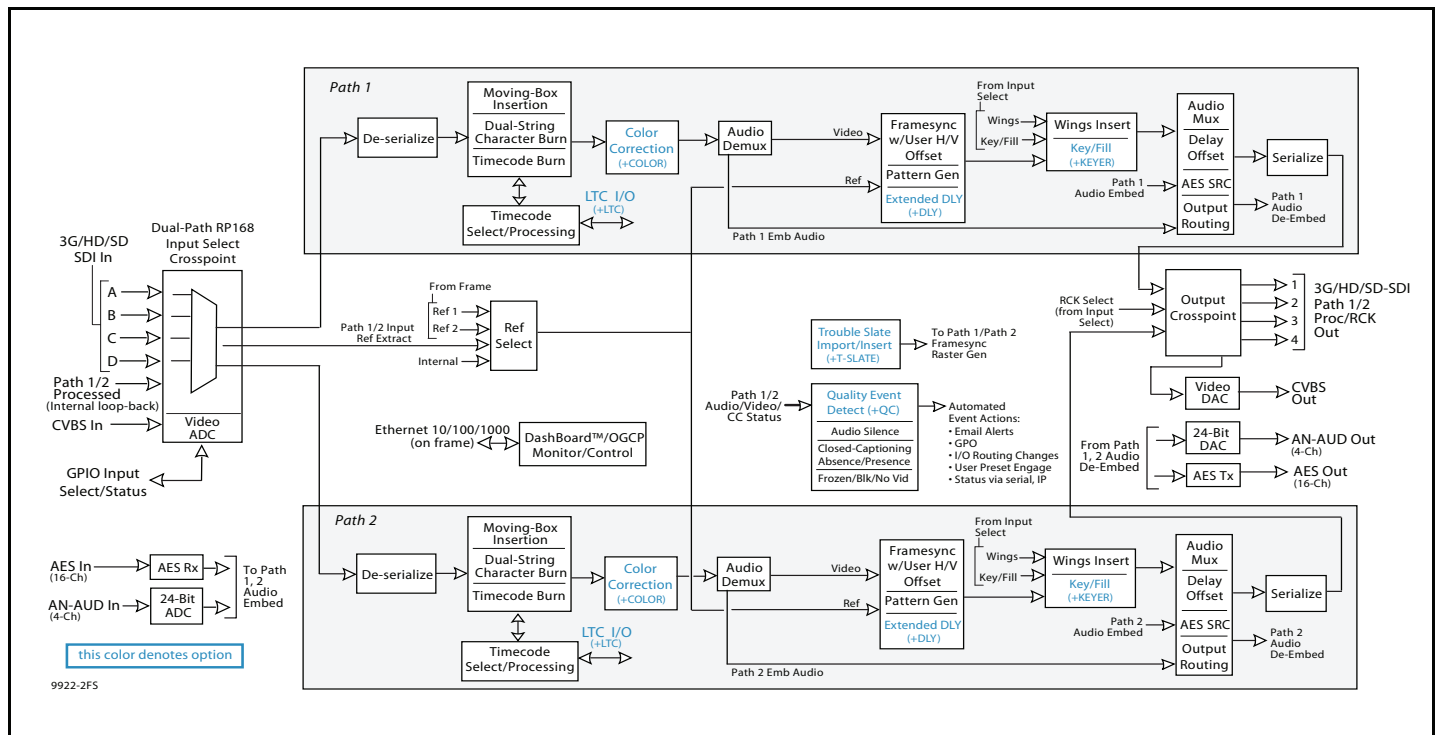 Path 1
De-serialize
Moving-Box
Insertion
Dual-String
Character Burn
Timecode Burn
Timecode
Select/Processing
LTC I/O
(+LTC)
Color
Correction
(+COLOR)
Audio
Demux
Video
Ref
Path 1 Emb Audio
Framesync
w/User H/V
Offset
Pattern Gen
Extended DLY
(+DLY)
From Input
Select
Wings
Key/Fill
Wings Insert
Key/Fill
(+KEYER)
Path 1
Audio Embed
Audio
Mux
Delay
Offset
AES SRC
Output
Routing
Serialize
Path 1
Audio
De-Embed
Dual-Path RP168
Input Select
Crosspoint
3G/HD/SD
SDI In
A
B
C
D
Path 1/2
Processed
(Internal loop-back)
CVBS In
Video
ADC
GPIO Input
Select/Status
From Frame
Ref 1
Ref 2
Path 1/2 Input
Ref Extract
Internal
Ref
Select
Ethernet 10/100/1000
(on frame)
DashBoard™/OGCP
Monitor/Control
Trouble Slate
Import/Insert
(+T-SLATE)
To Path 1/Path 2
Framesync
Raster Gen
Path 1/2
Audio/Video/
CC Status
Quality Event
Detect (+QC)
Audio Silence
Closed-Captioning
Absence/Presence
Frozen/Blk/No Vid
Automated
Event Actions:
• Email Alerts
• GPO
• I/O Routing Changes
• User Preset Engage
• Status via serial, IP
RCK Select
(from Input
Select)
Output
Crosspoint
1
2
3
4
3G/HD/SD-SDI
Path 1/2
Proc/RCK
Out
Video
DAC
CVBS
Out
From Path
1, 2 Audio
De-Embed
24-Bit
DAC
AN-AUD Out
(4-Ch)
AES Tx
AES Out
(16-Ch)
AES In
(16-Ch)
AES Rx
AN-AUD In
(4-Ch)
24-Bit
ADC
To Path
1, 2
Audio
Embed
this color denotes option
9922-2FS
Path 2
De-serialize
Moving-Box
Insertion
Dual-String
Character Burn
Timecode Burn
Timecode
Select/Processing
LTC I/O
(+LTC)
Color
Correction
(+COLOR)
Audio
Demux
Video
Ref
Path 2 Emb Audio
Framesync
w/User H/V
Offset
Pattern Gen
Extended DLY
(+DLY)
From Input
Select
Wings
Key/Fill
Wings Insert
Key/Fill
(+KEYER)
Path 2
Audio Embed
Audio
Mux
Delay
Offset
AES SRC
Output
Routing
Serialize
Path 2
Audio
De-Embed